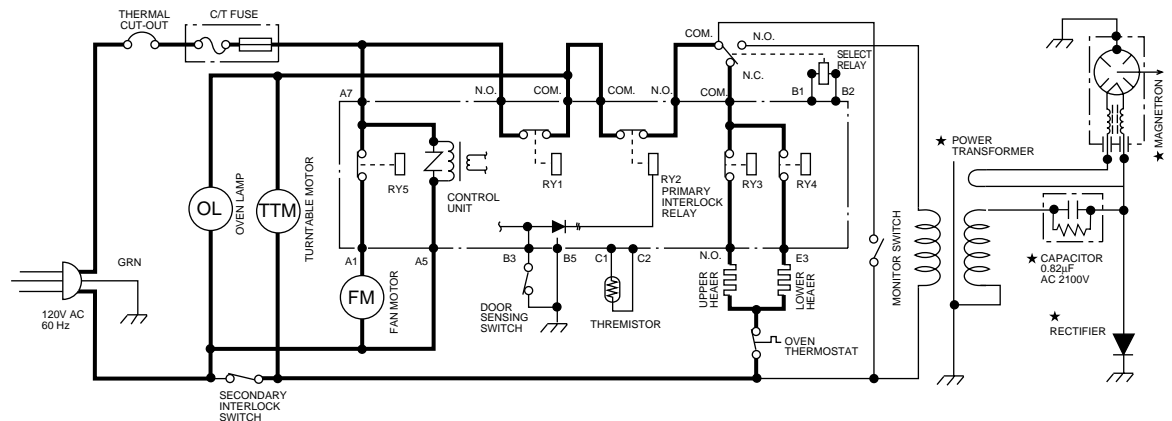 THERMAL
CUT-OUT
C/T FUSE
COM.
N.O.
N.C.
SELECT
RELAY
B1
B2
A7
N.O.
COM.
COM.
N.O.
COM.
RY5
CONTROL
UNIT
RY1
RY2
PRIMARY
INTERLOCK
RELAY
RY3
RY4
OL
OVEN LAMP
TTM
TURNTABLE MOTOR
A1
A5
B3
B5
C1
C2
N.O.
E3
FM
FAN MOTOR
DOOR
SENSING
SWITCH
THREMISTOR
UPPER
HEAER
LOWER
HEAER
OVEN
THERMOSTAT
MONITOR SWITCH
GRN
120V AC
60 Hz
SECONDARY
INTERLOCK
SWITCH
★ POWER
TRANSFORMER
★ MAGNETRON
★ CAPACITOR
0.82µF
AC 2100V
★
RECTIFIER